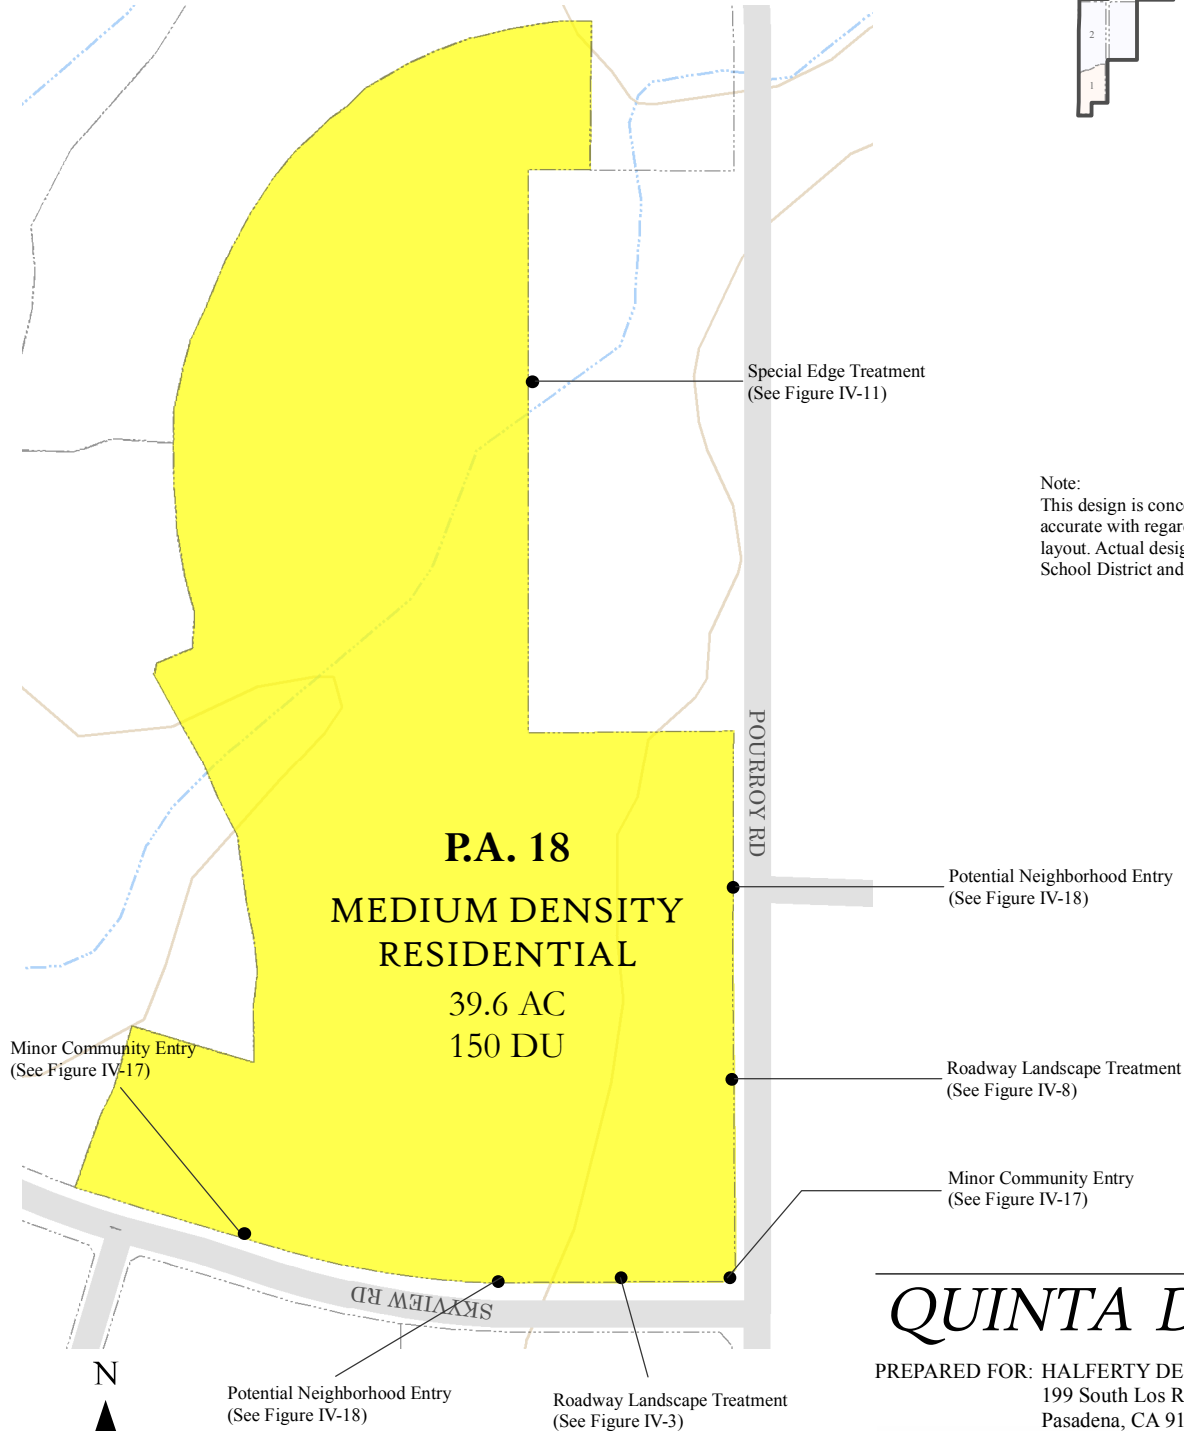 2
1
Special Edge Treatment
(See Figure IV-11)
Note:
This design is conc
accurate with regar
layout. Actual desig
School District and
POURROY RD
P.A. 18
MEDIUM DENSITY
RESIDENTIAL
39.6 AC
150 DU
Potential Neighborhood Entry
(See Figure IV-18)
Minor Community Entry
(See Figure IV-17)
Roadway Landscape Treatment
(See Figure IV-8)
Minor Community Entry
(See Figure IV-17)
SKYVIEW RD
QUINTA D
PREPARED FOR: HALFERTY DE
199 South Los R
Pasadena, CA 91
N
Potential Neighborhood Entry
(See Figure IV-18)
Roadway Landscape Treatment
(See Figure IV-3)